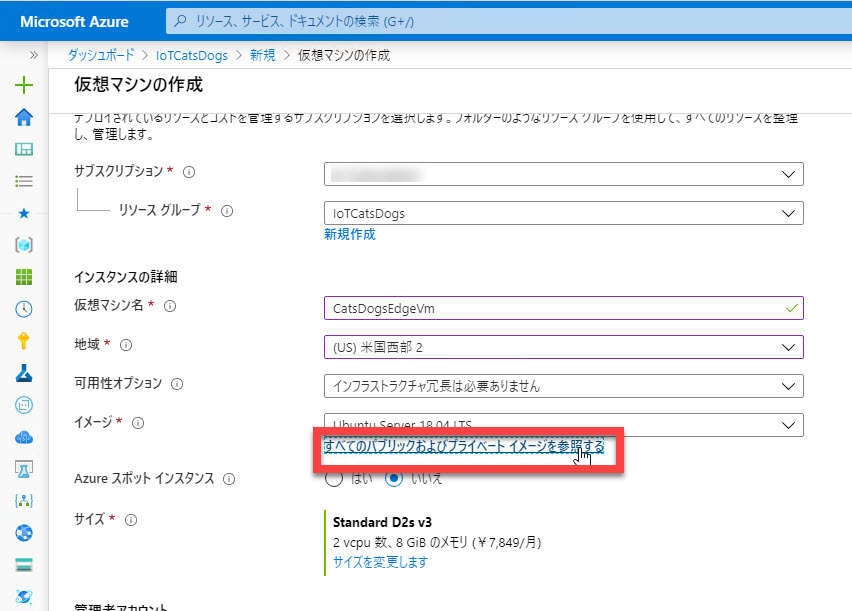 Microsoft Azure
リソース、サービス、ドキュメントの検索 (G+/)
ダッシュボード > IoTCatsDogs > 新規 > 仮想マシンの作成
仮想マシンの作成
デプロイされているリソースとコストを管理するサブスクリプションを選択します。フォルダーのようなリソース グループを使用して、すべてのリソースを整理
し、管理します。
サブスクリプション *
リソース グループ *
IoTCatsDogs
新規作成
インスタンスの詳細
仮想マシン名 *
CatsDogsEdgeVm
地域 *
(US) 米国西部 2
可用性オプション
インフラストラクチャ冗長は必要ありません
イメージ *
Ubuntu Server 18.04 LTS
すべてのパブリックおよびプライベート イメージを参照する
Azure スポット インスタンス
はい
いいえ
サイズ *
Standard D2s v3
2 vcpu 数、8 GiB のメモリ (￥7,849/月)
サイズを変更します
管理者アカウント